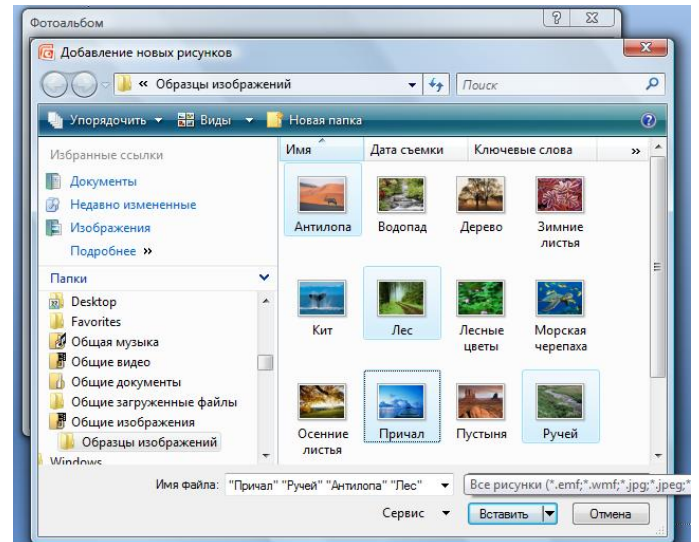 Фотоальбом
Добавление новых рисунков
« Образцы изображений
Поиск
Упорядочить Виды Новая папка
Избранные ссылки
Документы
Недавно измененные
Изображения
Подробнее »
Папки
Desktop
Favorites
Общая музыка
Общие видео
Общие документы
Общие загруженные файлы
Общие изображения
Образцы изображений
Windows
Имя Дата съемки Ключевые слова »
Антилопа Водопад Дерево Зимние
листья
Кит Лес Лесные Морская
цветы черепаха
Осенние Причал Пустыня Ручей
листья
Имя файла: "Причал" "Ручей" "Антилопа" "Лес" Все рисунки (*.emf;*.wmf;*.jpg;*.jpeg;*
Сервис Вставить Отмена